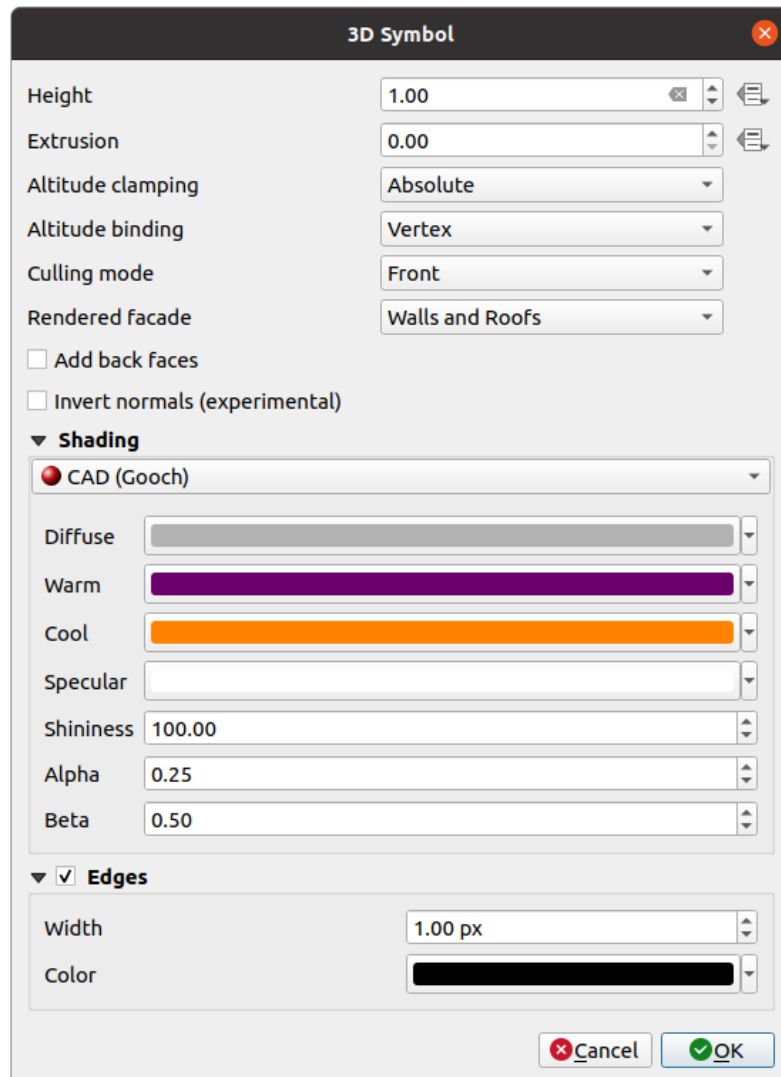 3D Symbol
Height 1.00
Extrusion 0.00
Altitude clamping Absolute
Altitude binding Vertex
Culling mode Front
Rendered facade Walls and Roofs
Add back faces
Invert normals (experimental)
Shading
CAD (Gooch)
Diffuse
Warm
Cool
Specular
Shininess 100.00
Alpha 0.25
Beta 0.50
Edges
Width 1.00 px
Color
Cancel OK